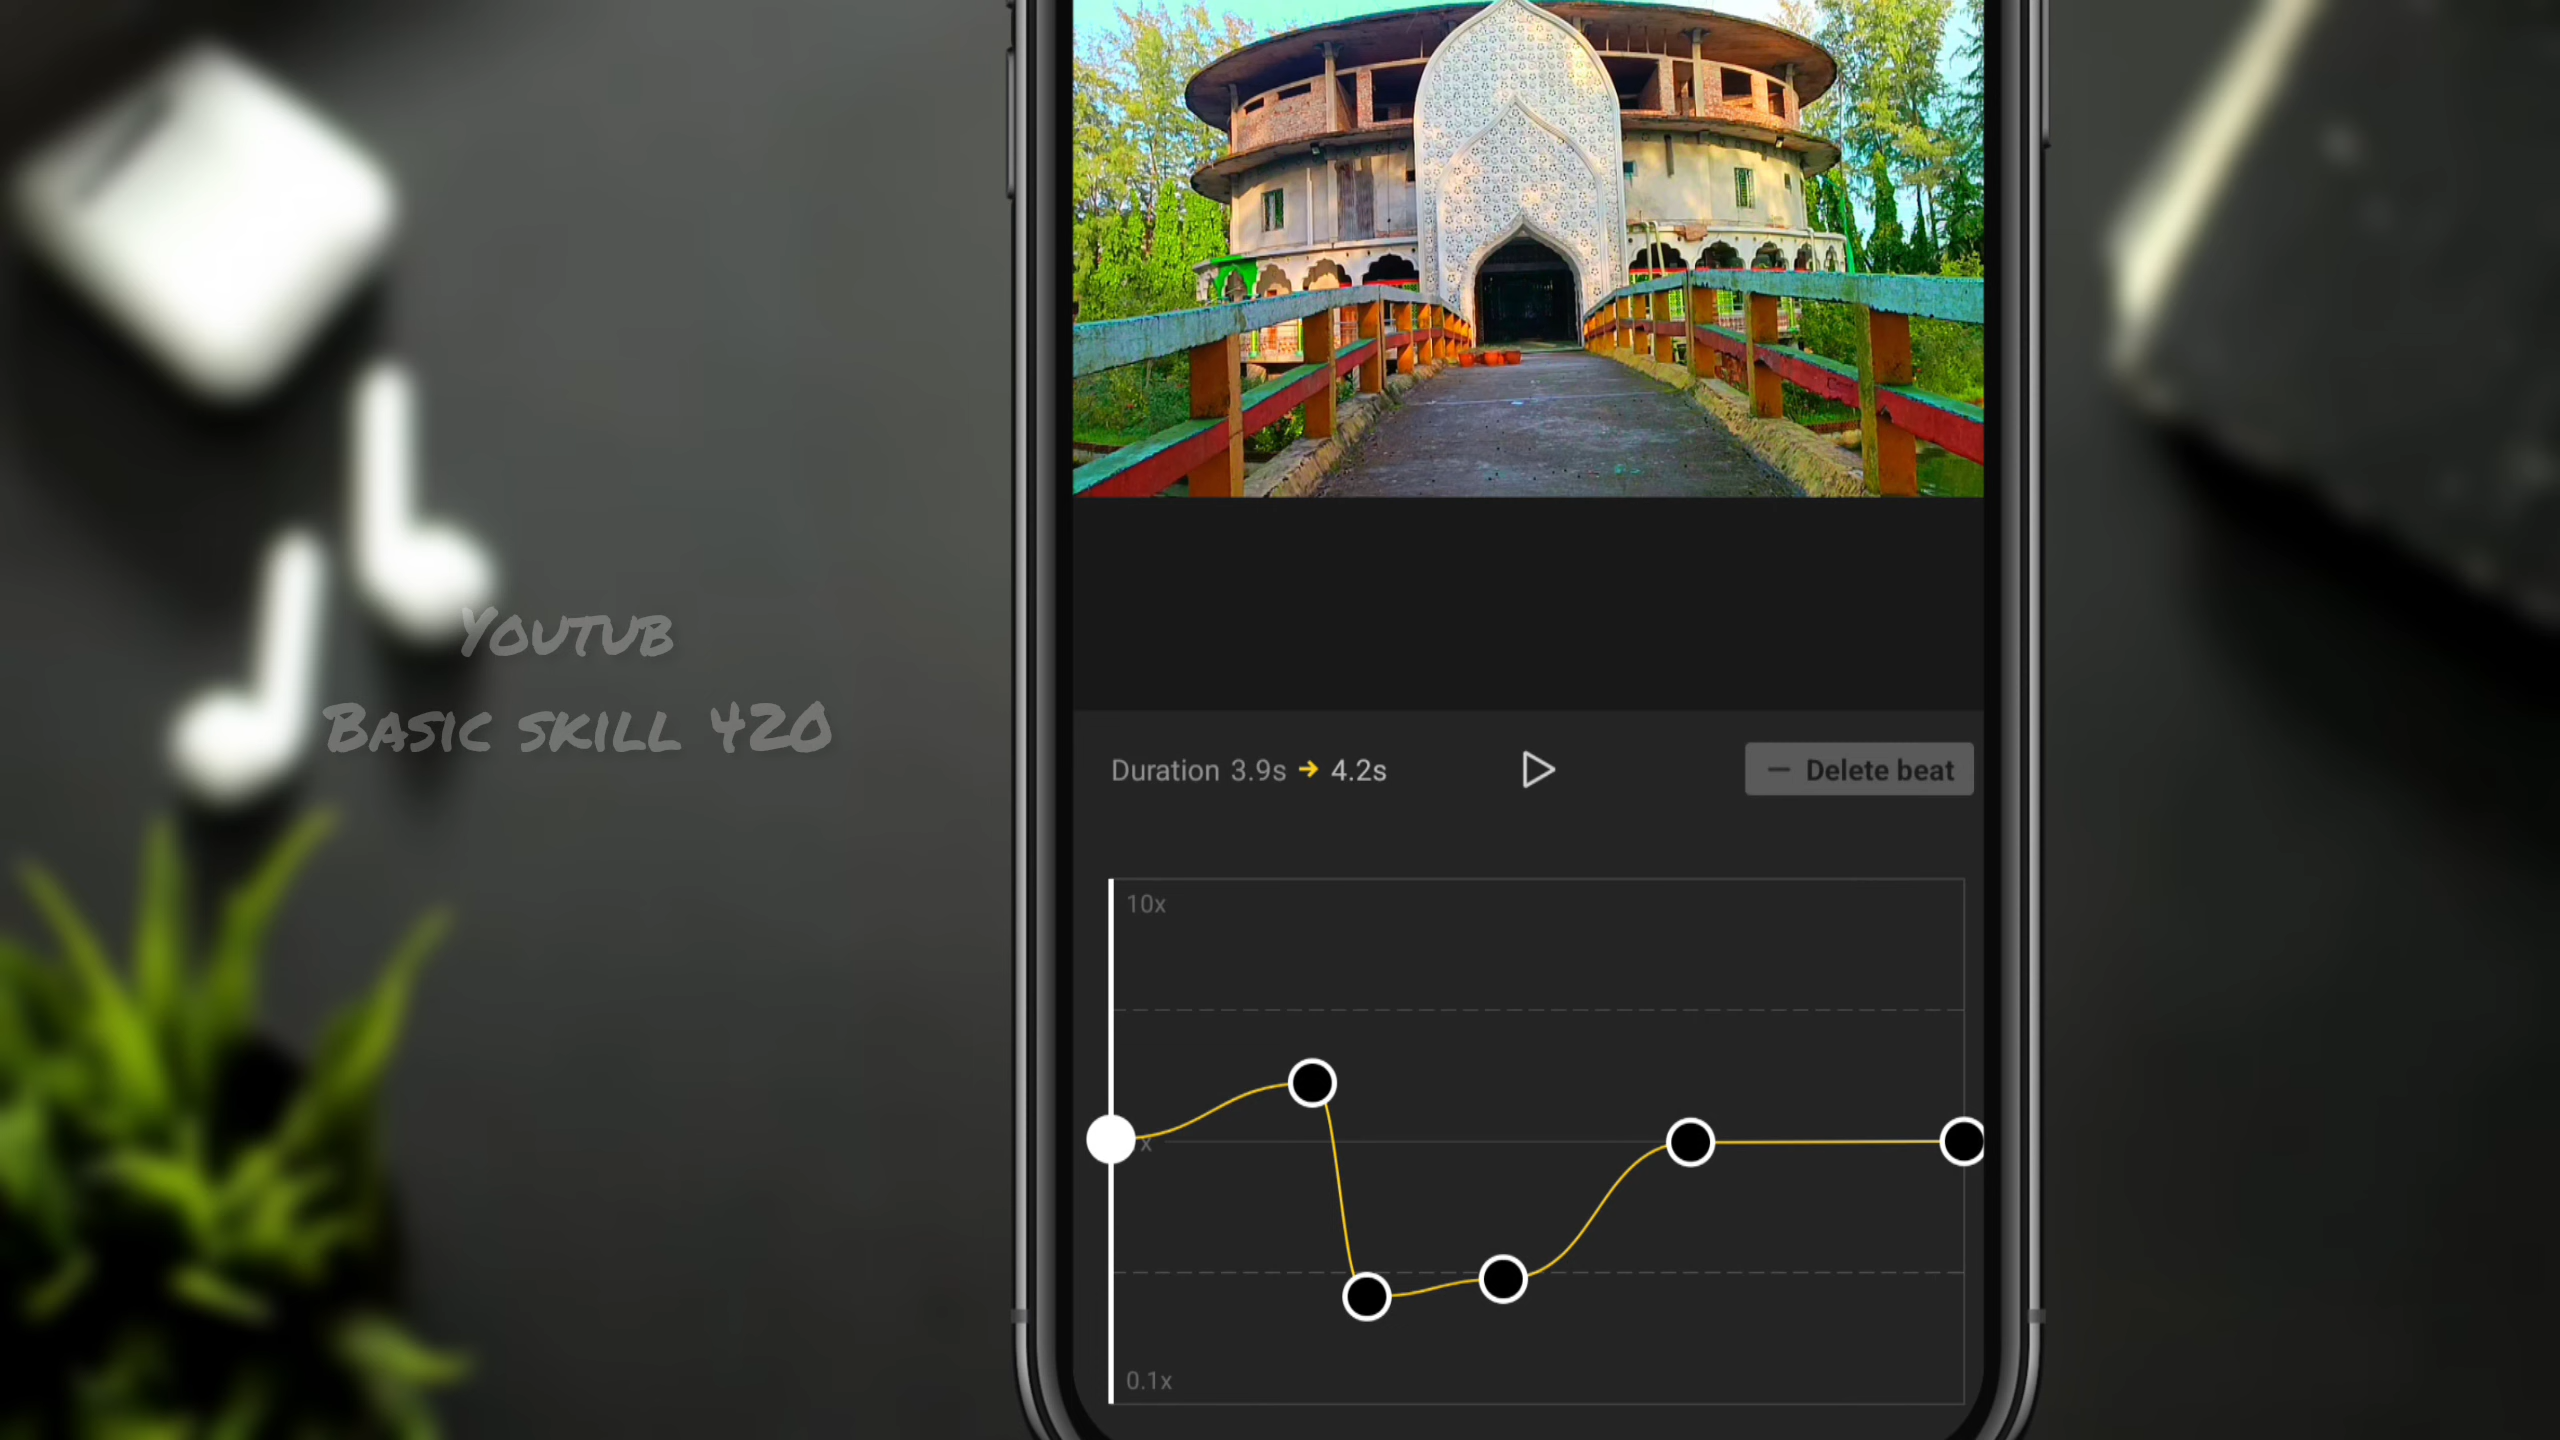 Youtub
Basic skill 420
Duration 3.9s → 4.2s
— Delete beat
10x
x
0.1x